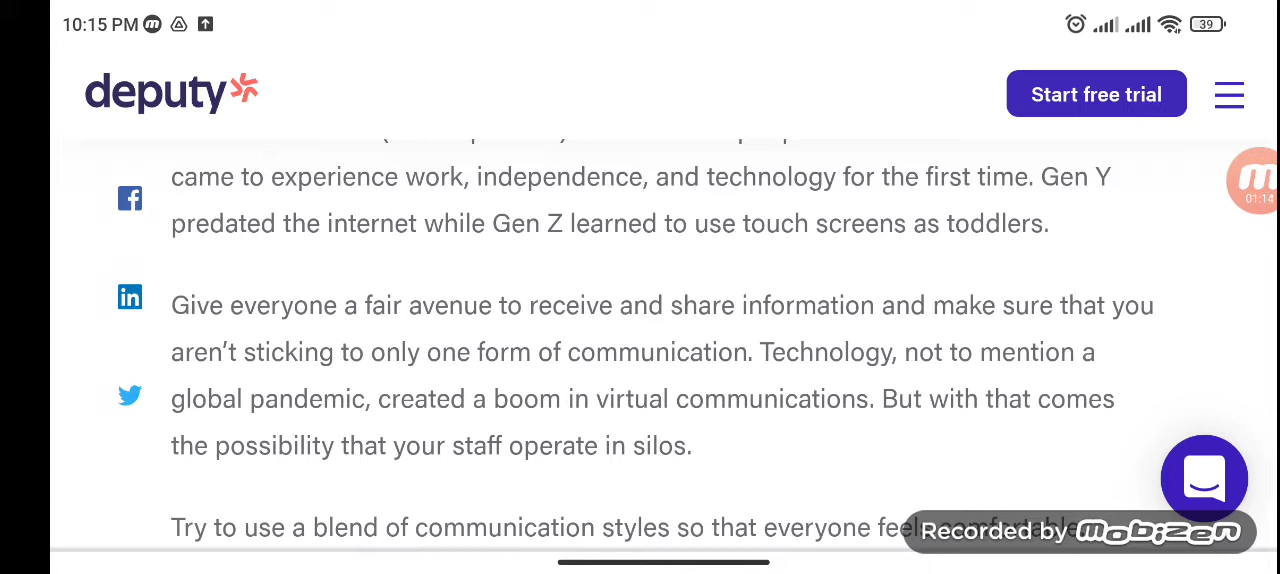 10:15 PM
39
deputy
Start free trial
came to experience work, independence, and technology for the first time. Gen Y
01:14
predated the internet while Gen Z learned to use touch screens as toddlers.
Give everyone a fair avenue to receive and share information and make sure that you
aren’t sticking to only one form of communication. Technology, not to mention a
global pandemic, created a boom in virtual communications. But with that comes
the possibility that your staff operate in silos.
Try to use a blend of communication styles so that everyone feels comfortable
Recorded by mobizen